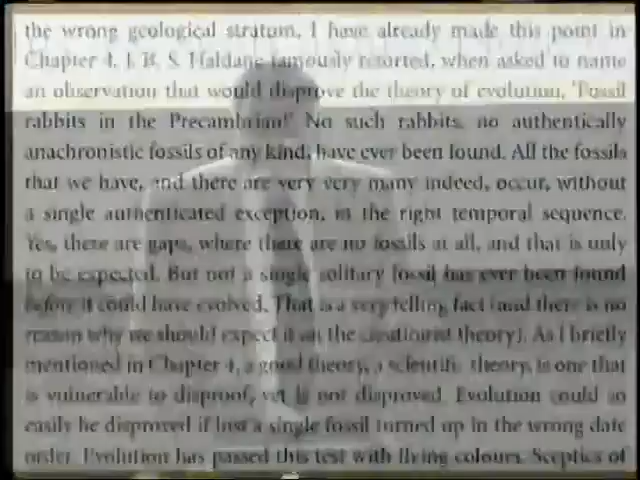 the wrong geological stratum, I have already made this point in
Chapter 4. J. B. S. Haldane famously retorted, when asked to name
an observation that would disprove the theory of evolution, 'Fossil
rabbits in the Precambrian!' No such rabbits, no authentically
anachronistic fossils of any kind, have ever been found. All the fossils
that we have, and there are very very many indeed, occur, without
a single authenticated exception, in the right temporal sequence.
Yes, there are gaps, where there are no fossils at all, and that is only
to be expected. But not a single solitary fossil has ever been found
before it could have evolved. That is a very telling fact (and there is no
reason why we should expect it on the creationist theory). As I briefly
mentioned in Chapter 4, a good theory, a scientific theory, is one that
is vulnerable to disproof, yet is not disproved. Evolution could so
easily be disproved if just a single fossil turned up in the wrong date
order. Evolution has passed this test with flying colours. Sceptics of